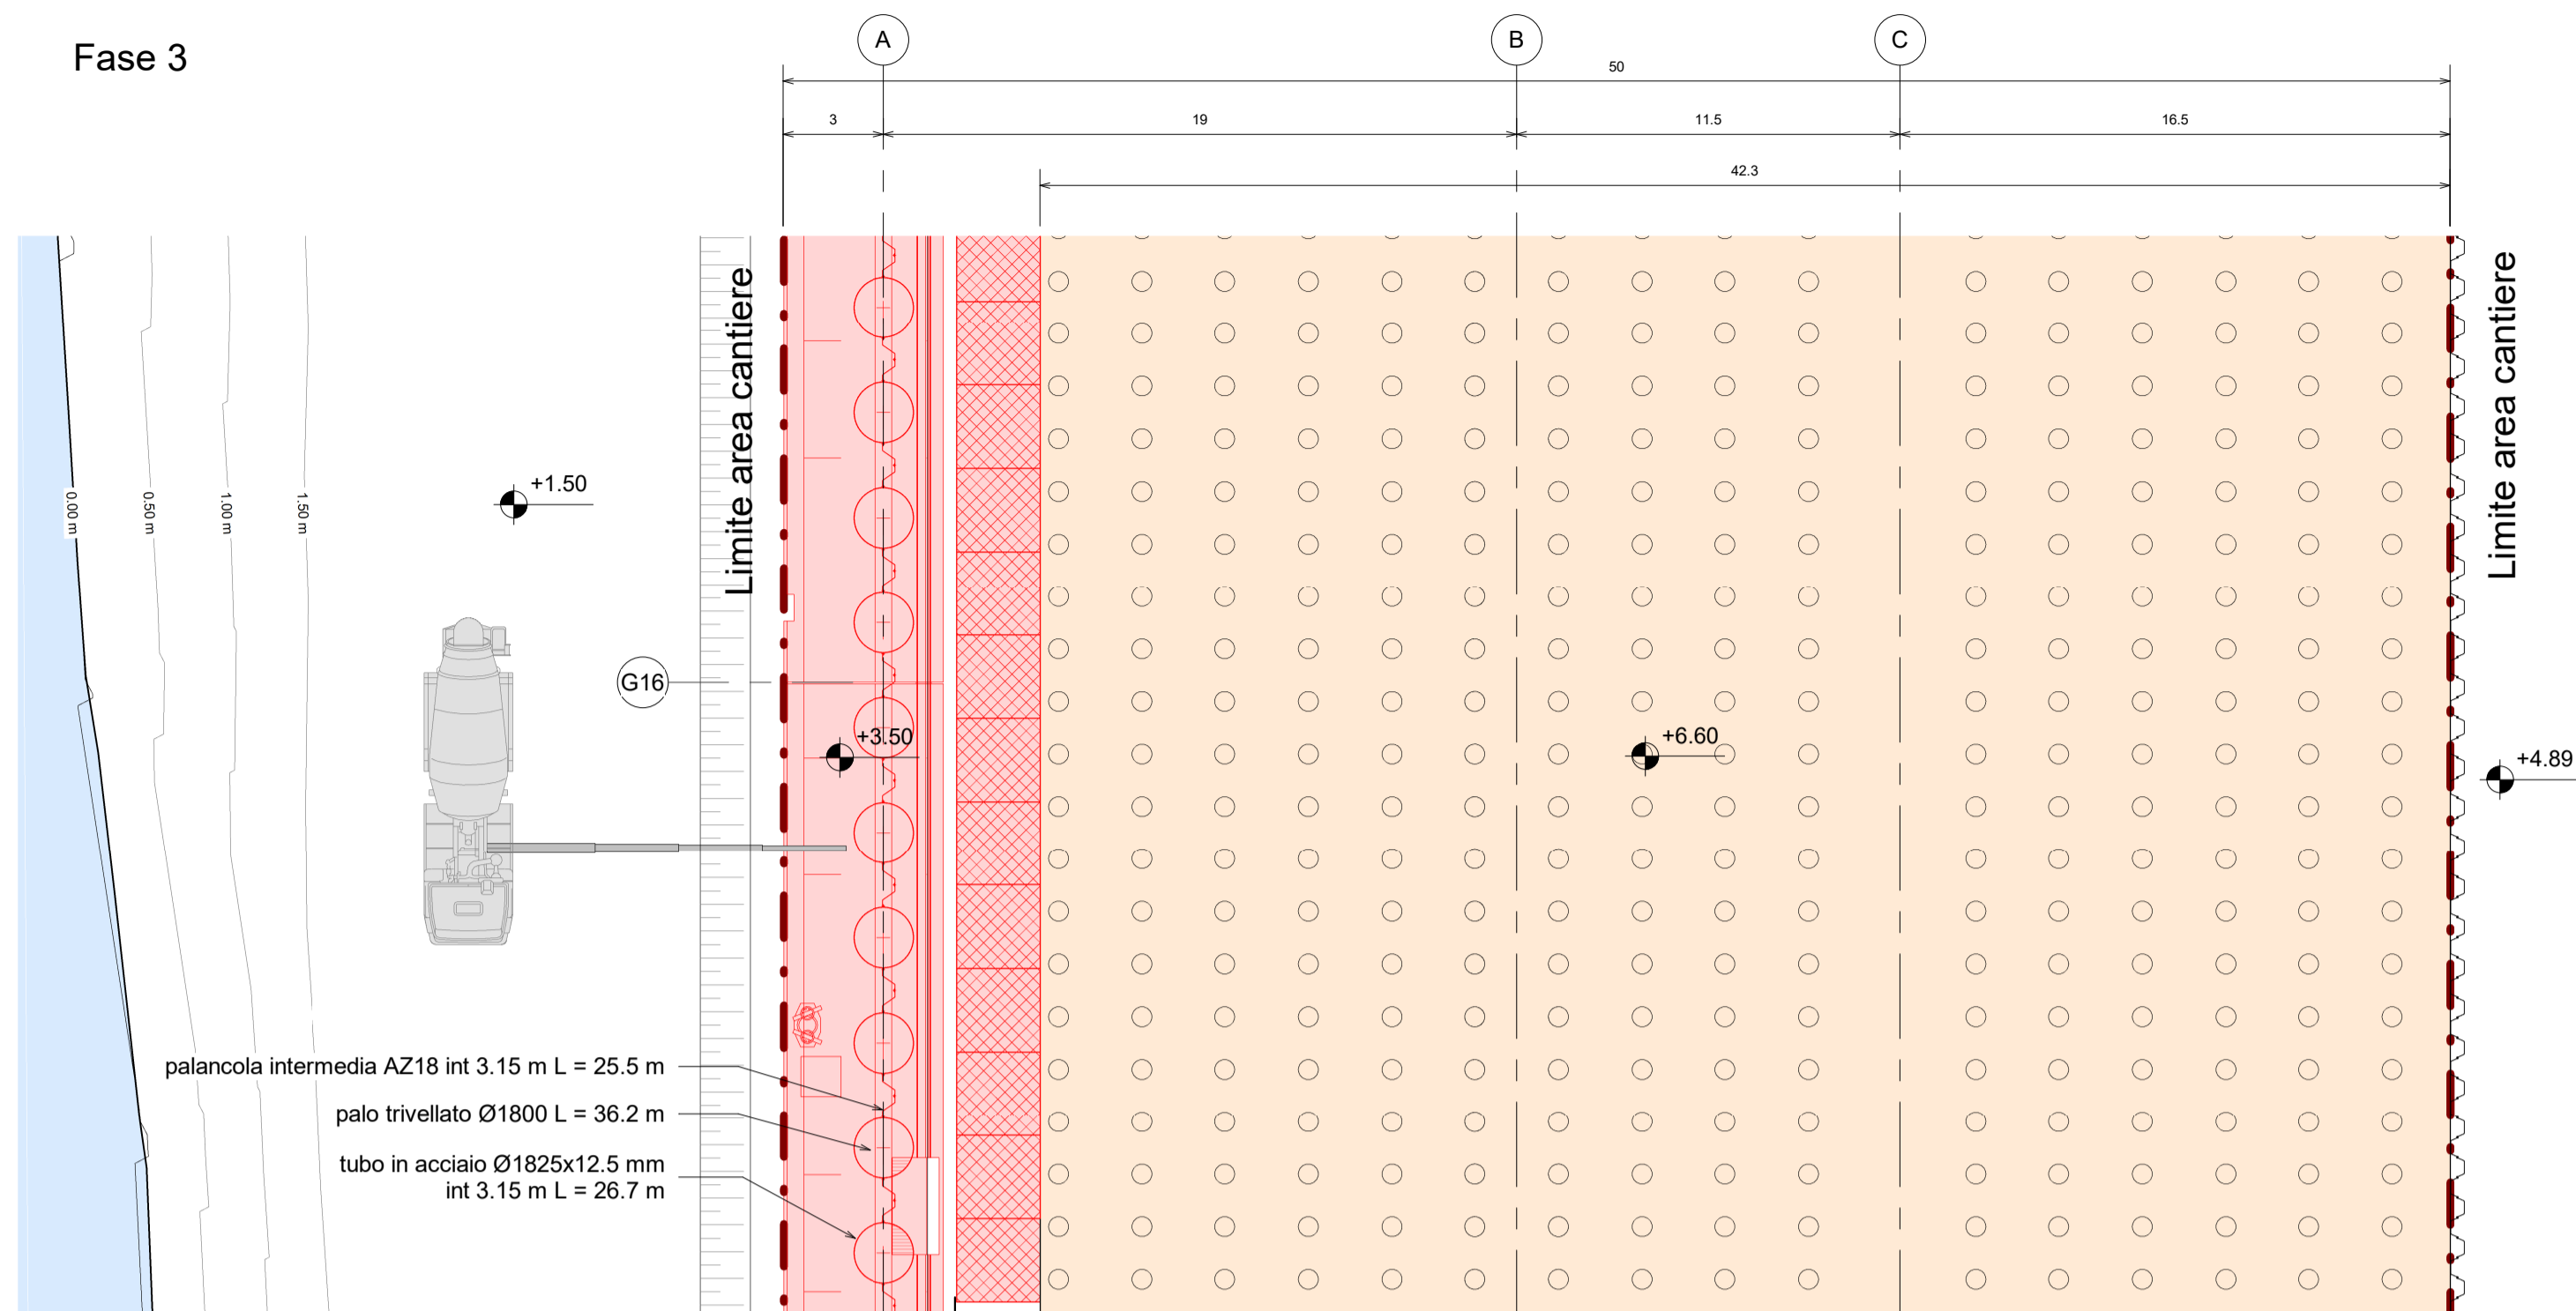 Fase 3
A
B
C
50
3
19
11.5
16.5
42.3
Limite area cantiere
Limite area cantiere
0.00 m
0.50 m
1.00 m
1.50 m
+1.50
G16
+3.50
+6.60
+4.89
palancola intermedia AZ18 int 3.15 m L = 25.5 m
palo trivellato Ø1800 L = 36.2 m
tubo in acciaio Ø1825x12.5 mm
int 3.15 m L = 26.7 m